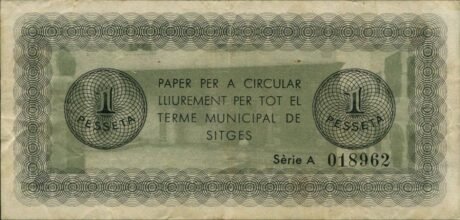 PAPER PER A CIRCULAR
LLIUREMENT PER TOT EL
TERME MUNICIPAL DE
SITGES
1
PESSETA
1
PESSETA
Sèrie A 018962